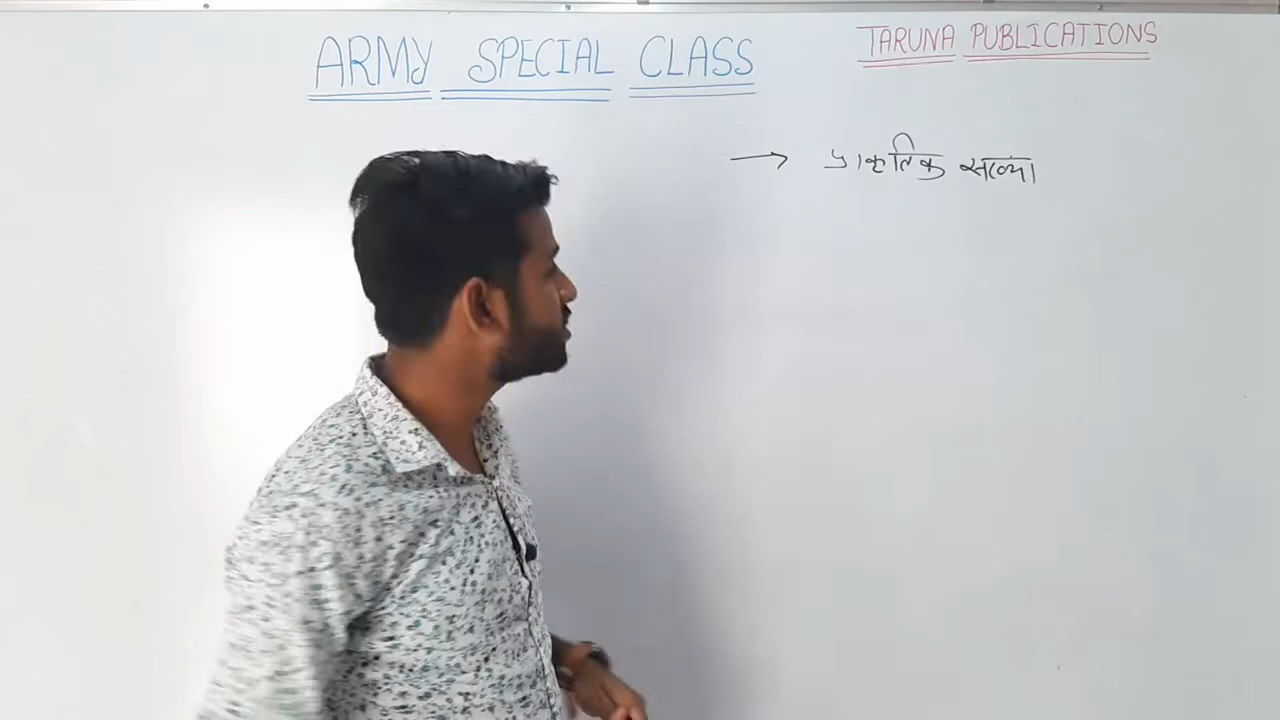 ARMY SPECIAL CLASS
TARUNA PUBLICATIONS
→ प्राकृतिक संख्या